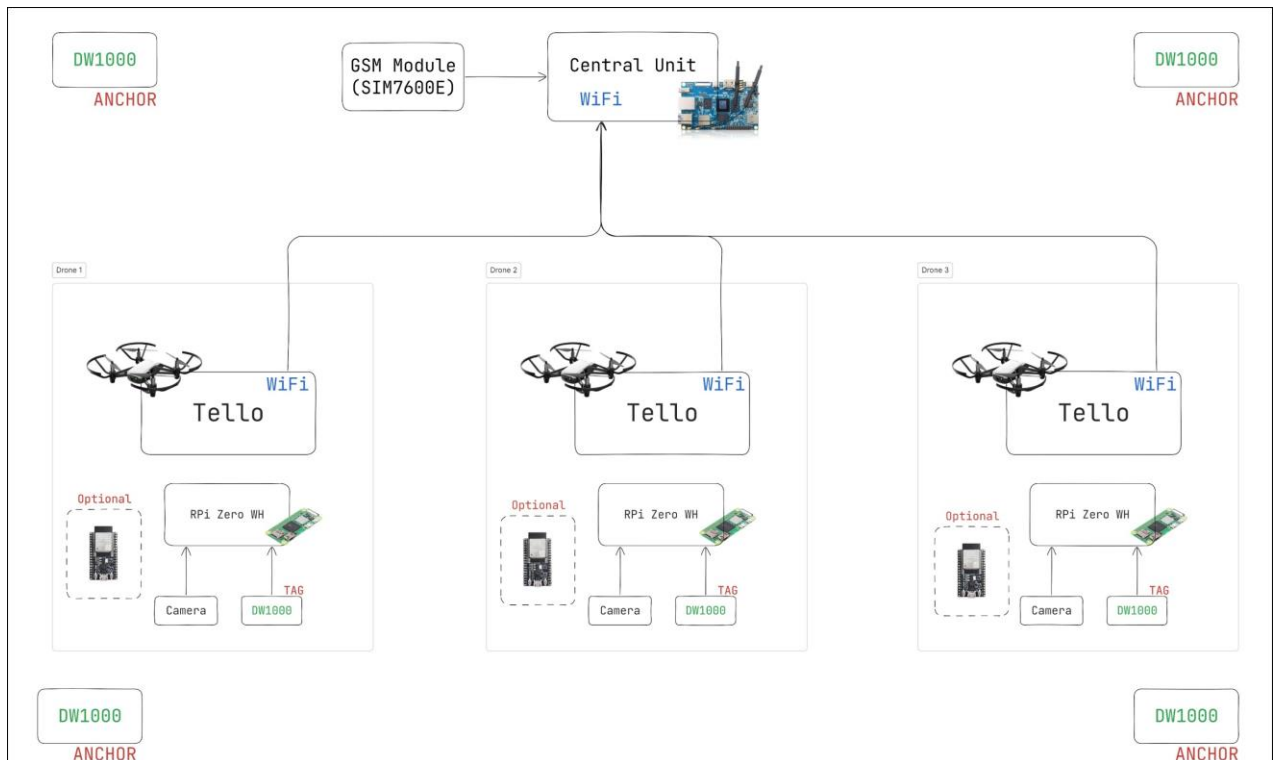 DW1000
ANCHOR
GSM Module
(SIM7600E)
Central Unit
WiFi
DW1000
ANCHOR
Drone 1
WiFi
Tello
Optional
RPi Zero WH
TAG
Camera
DW1000
Drone 2
WiFi
Tello
Optional
RPi Zero WH
TAG
Camera
DW1000
Drone 3
WiFi
Tello
Optional
RPi Zero WH
TAG
Camera
DW1000
DW1000
ANCHOR
DW1000
ANCHOR